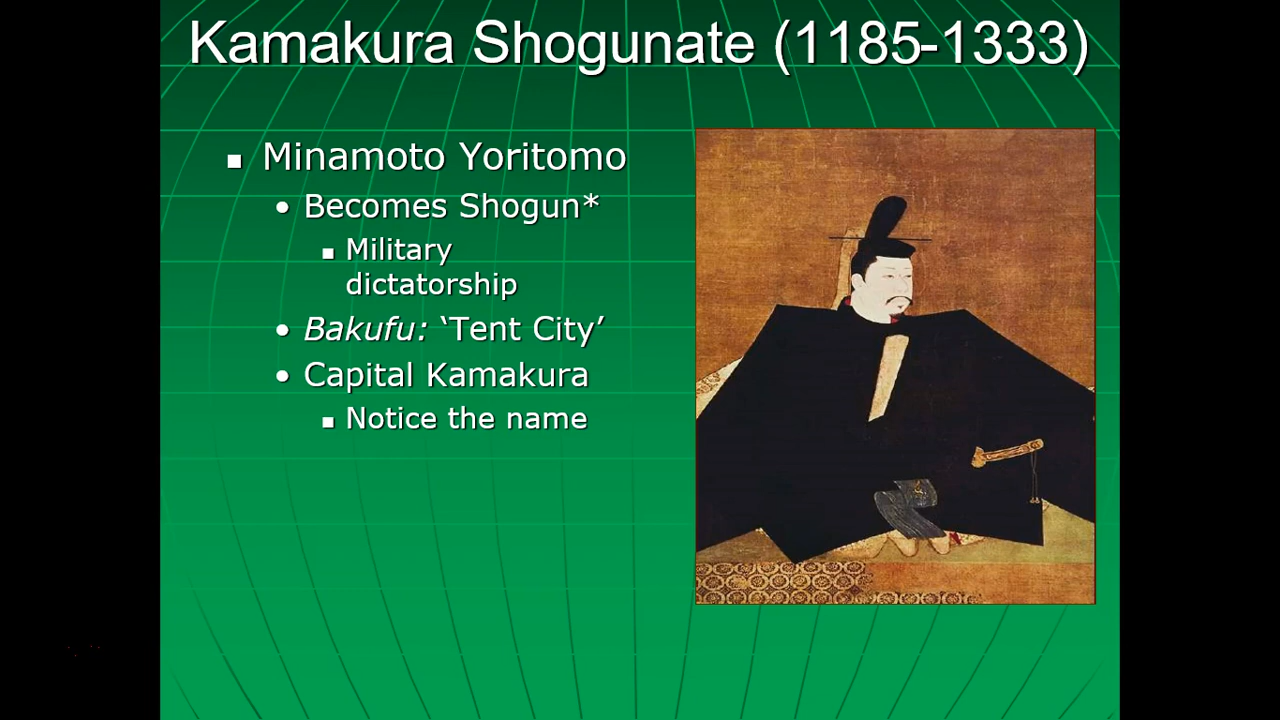 Kamakura Shogunate (1185-1333)
Minamoto Yoritomo
Becomes Shogun*
Military
dictatorship
Bakufu: ‘Tent City’
Capital Kamakura
Notice the name